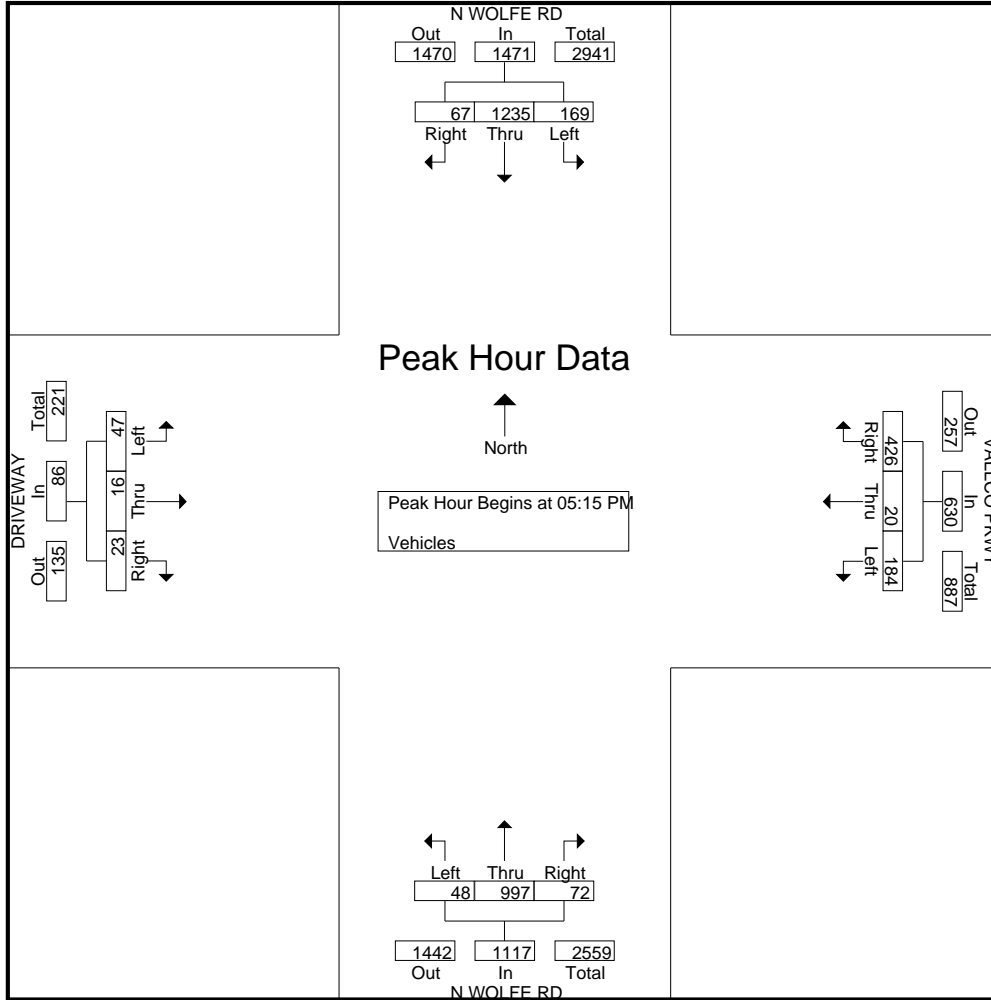 N WOLFE RD
Out In Total
1470 1471 2941
67 1235 169
Right Thru Left
Peak Hour Data
North
Peak Hour Begins at 05:15 PM
Vehicles
DRIVEWAY
Out In Total
135 86 221
23 16 47
Right Thru Left
VALLCO PKWY
Out In Total
257 630 887
426 20 184
Right Thru Left
Left Thru Right
48 997 72
1442 1117 2559
Out In Total
N WOLFE RD